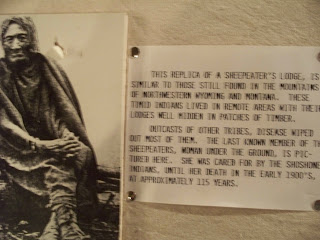 THIS REPLICA OF A SHEEPEATER'S LODGE, IS
SIMILAR TO THOSE STILL FOUND IN THE MOUNTAINS
OF NORTHWESTERN WYOMING AND MONTANA. THESE
TIMID INDIANS LIVED IN REMOTE AREAS WITH THEIR
LODGES WELL HIDDEN IN PATCHES OF TIMBER.
OUTCASTS OF OTHER TRIBES, DISEASE WIPED
OUT MOST OF THEM. THE LAST KNOWN MEMBER OF THE
SHEEPEATERS, WOMAN UNDER THE GROUND, IS PIC-
TURED HERE. SHE WAS CARED FOR BY THE SHOSHONE
INDIANS, UNTIL HER DEATH IN THE EARLY 1900'S,
AT APPROXIMATELY 115 YEARS.